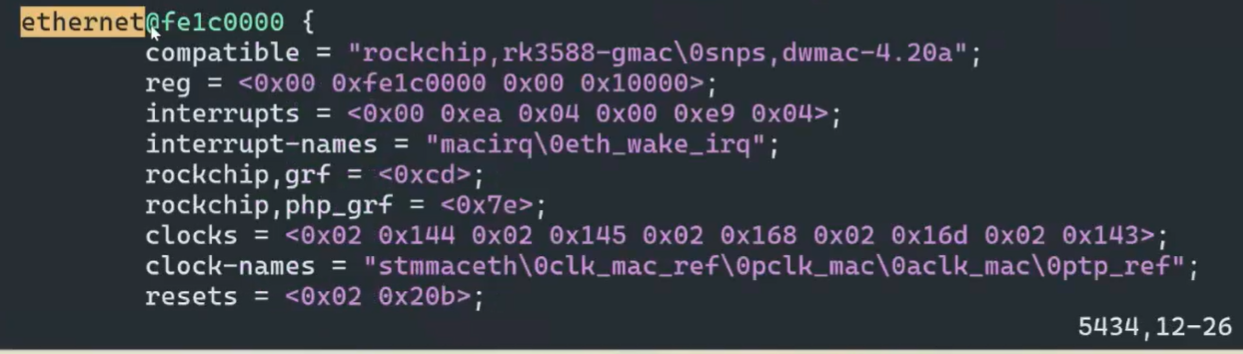 ethernet@fe1c0000 {
compatible = "rockchip,rk3588-gmac\0snps,dwmac-4.20a";
reg = <0x00 0xfe1c0000 0x00 0x10000>;
interrupts = <0x00 0xea 0x04 0x00 0xe9 0x04>;
interrupt-names = "macirq\0eth_wake_irq";
rockchip,grf = <0xcd>;
rockchip,php_grf = <0x7e>;
clocks = <0x02 0x144 0x02 0x145 0x02 0x168 0x02 0x16d 0x02 0x143>;
clock-names = "stmmaceth\0clk_mac_ref\0pclk_mac\0aclk_mac\0ptp_ref";
resets = <0x02 0x20b>;
5434,12-26